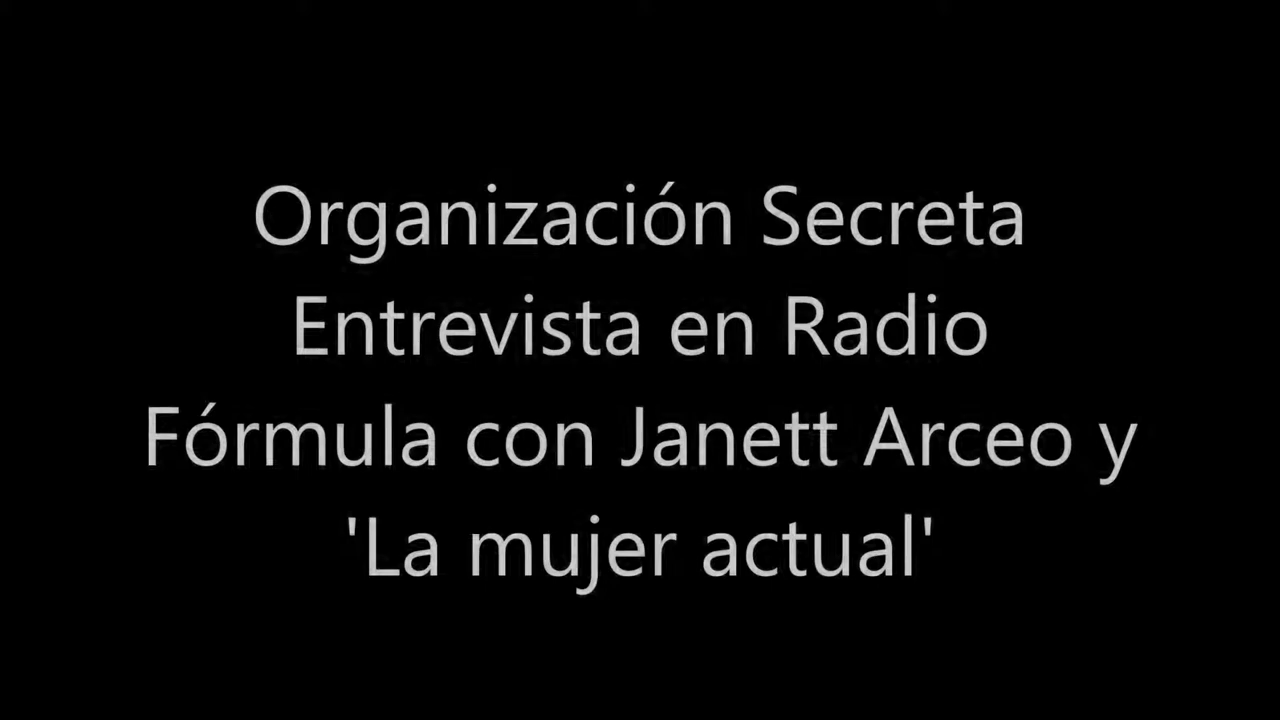 Organización Secreta
Entrevista en Radio
Fórmula con Janett Arceo y
'La mujer actual'